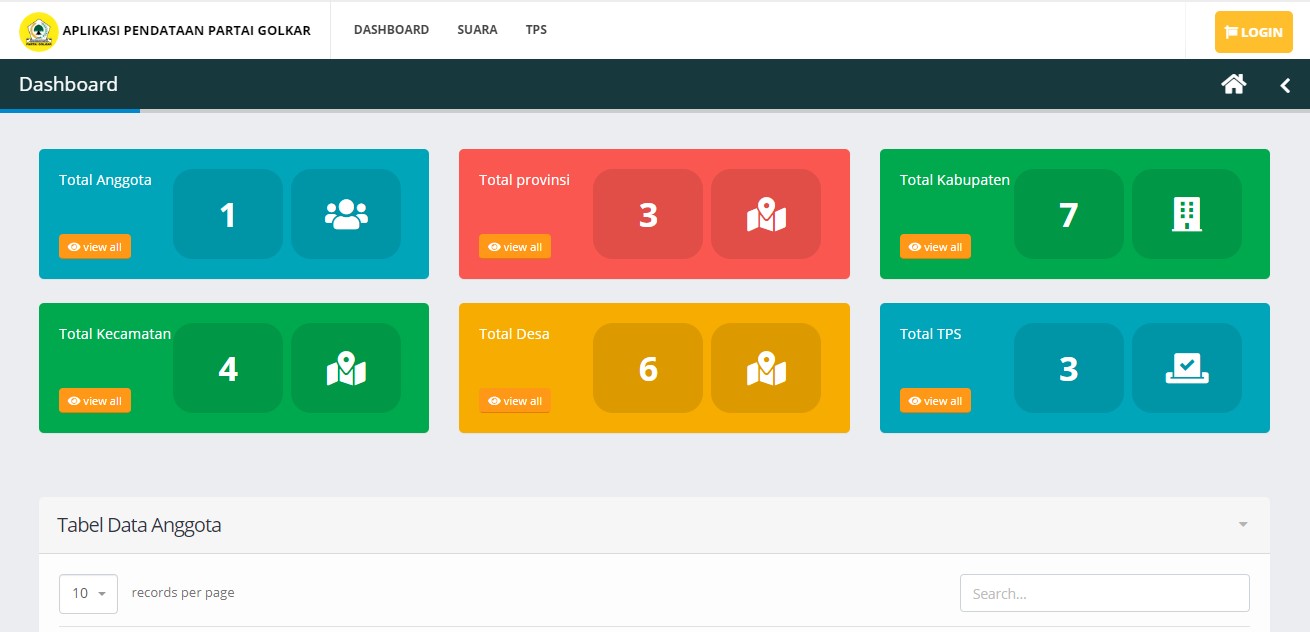 APLIKASI PENDATAAN PARTAI GOLKAR
DASHBOARD SUARA TPS
LOGIN
Dashboard
Total Anggota
1
view all
Total provinsi
3
view all
Total Kabupaten
7
view all
Total Kecamatan
4
view all
Total Desa
6
view all
Total TPS
3
view all
Tabel Data Anggota
10 records per page
Search...